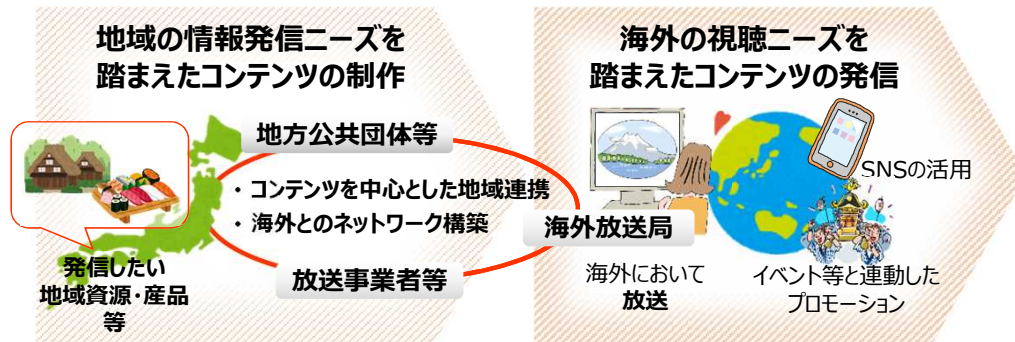 地域の情報発信ニーズを
踏まえたコンテンツの制作
地方公共団体等
・ コンテンツを中心とした地域連携
・ 海外とのネットワーク構築
放送事業者等
発信したい
地域資源・産品
等
海外の視聴ニーズを
踏まえたコンテンツの発信
SNSの活用
海外放送局
海外において
放送
イベント等と連動した
プロモーション